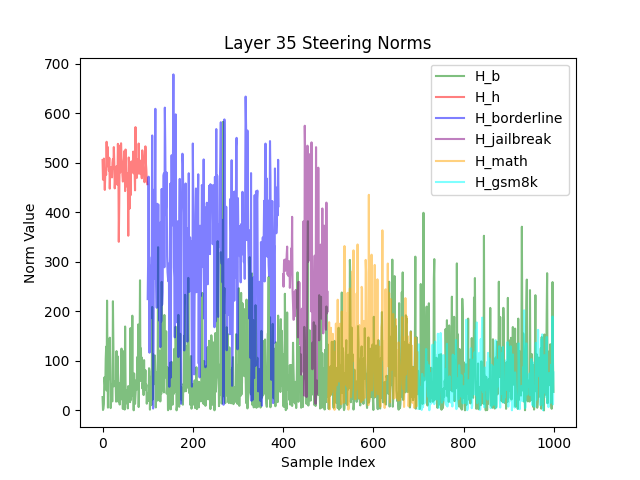 Layer 35 Steering Norms
Norm Value
700
600
500
400
300
200
100
0
H_b
H_h
H_borderline
H_jailbreak
H_math
H_gsm8k
0
200
400
600
800
1000
Sample Index